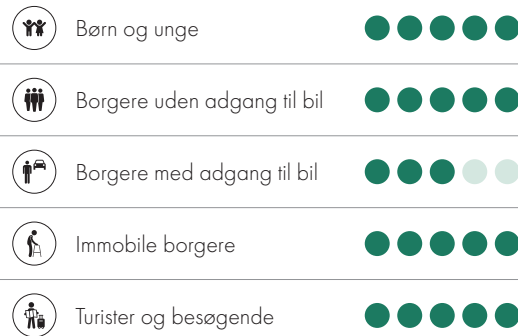 Børn og unge
Borgere uden adgang til bil
Borgere med adgang til bil
Immobile borgere
Turister og besøgende